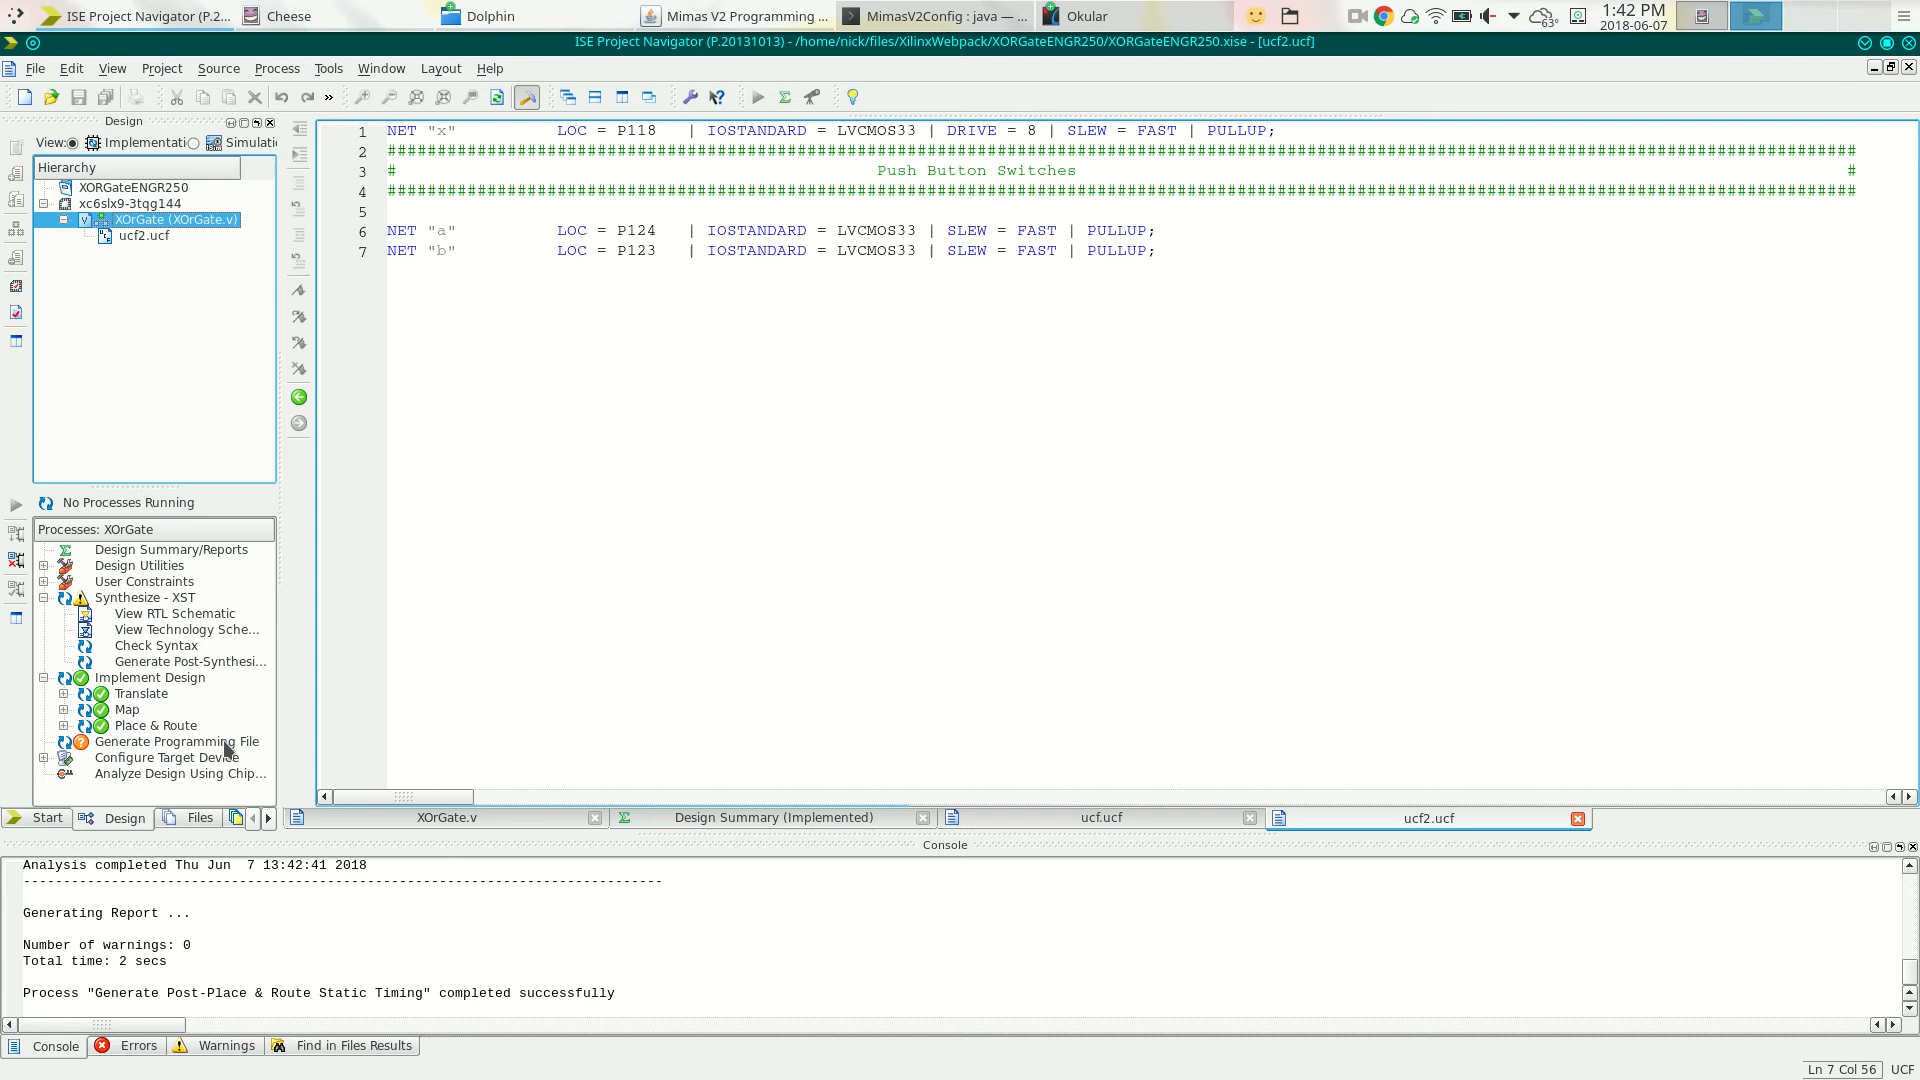 ISE Project Navigator (P.2...
Cheese
Dolphin
Mimas V2 Programming ...
MimasV2Config : java — ...
Okular
63°
1:42 PM
2018-06-07
ISE Project Navigator (P.20131013) - /home/nick/files/XilinxWebpack/XORGateENGR250/XORGateENGR250.xise - [ucf2.ucf]
File Edit View Project Source Process Tools Window Layout Help
Design
View: Implementati Simulati
Hierarchy
XORGateENGR250
xc6slx9-3tqg144
XOrGate (XOrGate.v)
ucf2.ucf
1 NET "x" LOC = P118 | IOSTANDARD = LVCMOS33 | DRIVE = 8 | SLEW = FAST | PULLUP;
2 ###################################################################################################################################################
3 # Push Button Switches #
4 ###################################################################################################################################################
5
6 NET "a" LOC = P124 | IOSTANDARD = LVCMOS33 | SLEW = FAST | PULLUP;
7 NET "b" LOC = P123 | IOSTANDARD = LVCMOS33 | SLEW = FAST | PULLUP;
No Processes Running
Processes: XOrGate
Design Summary/Reports
Design Utilities
User Constraints
Synthesize - XST
View RTL Schematic
View Technology Sche...
Check Syntax
Generate Post-Synthesi...
Implement Design
Translate
Map
Place & Route
Generate Programming File
Configure Target Device
Analyze Design Using Chip...
Start
Design
Files
XOrGate.v
Design Summary (Implemented)
ucf.ucf
ucf2.ucf
Console
Analysis completed Thu Jun  7 13:42:41 2018
--------------------------------------------------------------------------------
Generating Report ...
Number of warnings: 0
Total time: 2 secs
Process "Generate Post-Place & Route Static Timing" completed successfully
Console
Errors
Warnings
Find in Files Results
Ln 7 Col 56
UCF